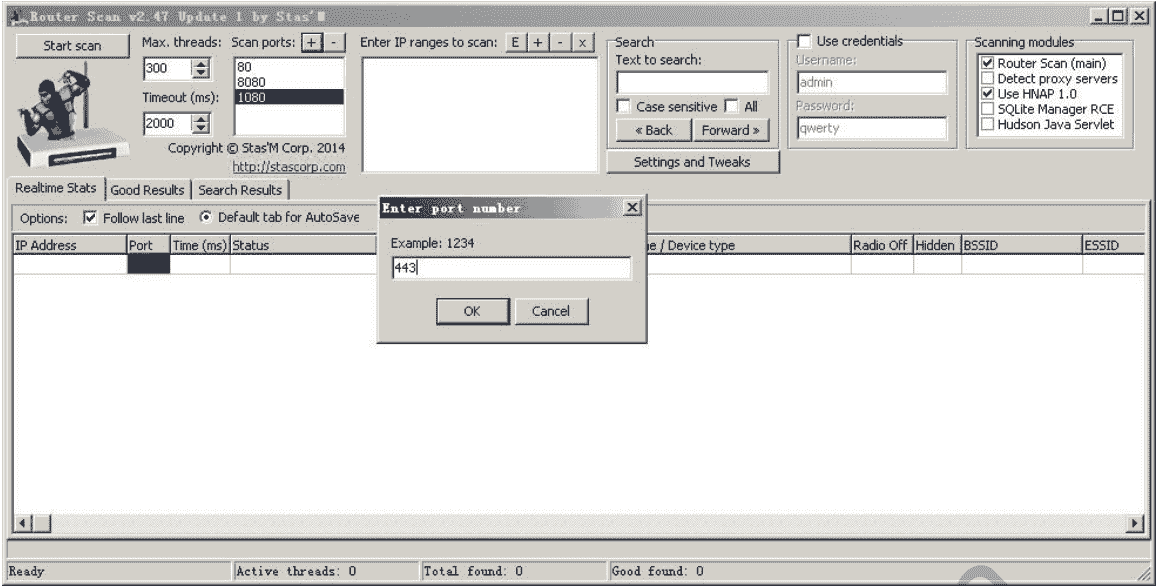 Router Scan v2.47 Update 1 by Stas'M
Start scan
Max. threads:
300
Timeout (ms):
2000
Scan ports: + -
80
8080
1080
Copyright © Stas'M Corp. 2014
http://stascorp.com
Enter IP ranges to scan: E + - x
Search
Text to search:
Case sensitive All
« Back Forward »
Settings and Tweaks
Use credentials
Username:
admin
Password:
qwerty
Scanning modules
Router Scan (main)
Detect proxy servers
Use HNAP 1.0
SQLite Manager RCE
Hudson Java Servlet
Realtime Stats Good Results Search Results
Options: Follow last line Default tab for AutoSave
IP Address Port Time (ms) Status / Device type Radio Off Hidden BSSID ESSID
Enter port number
Example: 1234
443
OK Cancel
Ready Active threads: 0 Total found: 0 Good found: 0